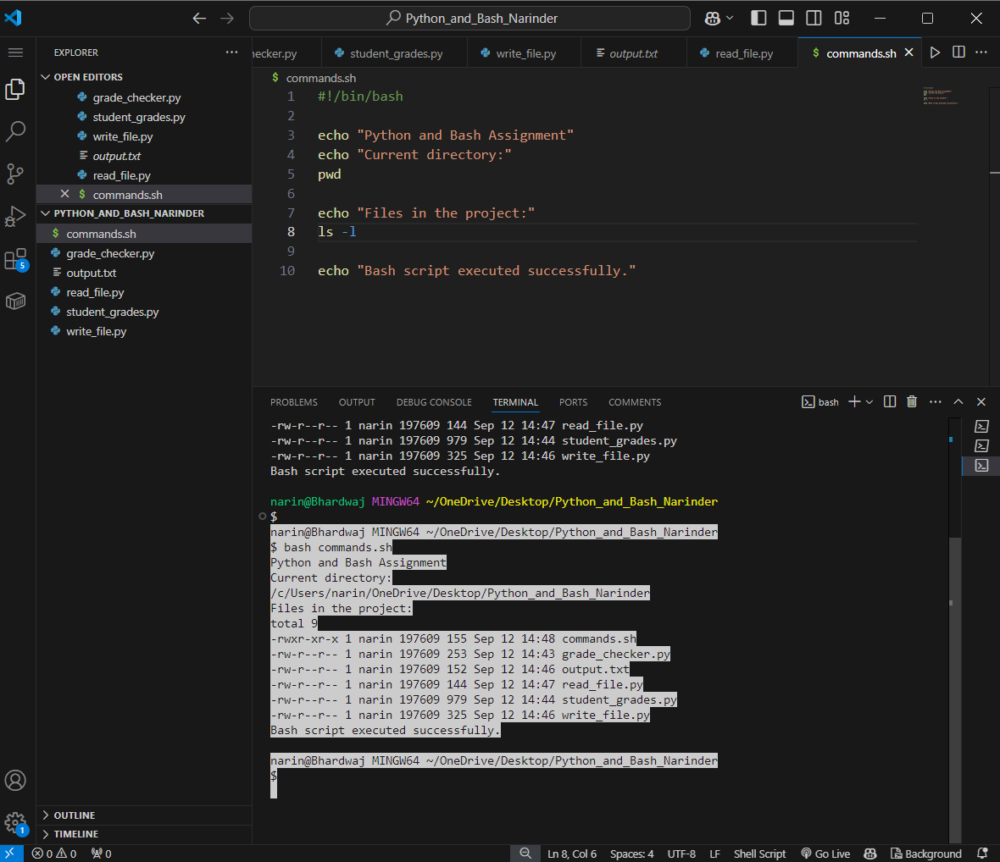 Python_and_Bash_Narinder
EXPLORER
OPEN EDITORS
grade_checker.py
student_grades.py
write_file.py
output.txt
read_file.py
commands.sh
PYTHON_AND_BASH_NARINDER
commands.sh
grade_checker.py
output.txt
read_file.py
student_grades.py
write_file.py
5
OUTLINE
TIMELINE
1
hecker.py
student_grades.py
write_file.py
output.txt
read_file.py
commands.sh
commands.sh
1 #!/bin/bash
2
3 echo "Python and Bash Assignment"
4 echo "Current directory:"
5 pwd
6
7 echo "Files in the project:"
8 ls -l
9
10 echo "Bash script executed successfully."
PROBLEMS OUTPUT DEBUG CONSOLE TERMINAL PORTS COMMENTS
bash
-rw-r--r-- 1 narin 197609 144 Sep 12 14:47 read_file.py
-rw-r--r-- 1 narin 197609 979 Sep 12 14:44 student_grades.py
-rw-r--r-- 1 narin 197609 325 Sep 12 14:46 write_file.py
Bash script executed successfully.
narin@Bhardwaj MINGW64 ~/OneDrive/Desktop/Python_and_Bash_Narinder
$
narin@Bhardwaj MINGW64 ~/OneDrive/Desktop/Python_and_Bash_Narinder
$ bash commands.sh
Python and Bash Assignment
Current directory:
/c/Users/narin/OneDrive/Desktop/Python_and_Bash_Narinder
Files in the project:
total 9
-rwxr-xr-x 1 narin 197609 155 Sep 12 14:48 commands.sh
-rw-r--r-- 1 narin 197609 253 Sep 12 14:43 grade_checker.py
-rw-r--r-- 1 narin 197609 152 Sep 12 14:46 output.txt
-rw-r--r-- 1 narin 197609 144 Sep 12 14:47 read_file.py
-rw-r--r-- 1 narin 197609 979 Sep 12 14:44 student_grades.py
-rw-r--r-- 1 narin 197609 325 Sep 12 14:46 write_file.py
Bash script executed successfully.
narin@Bhardwaj MINGW64 ~/OneDrive/Desktop/Python_and_Bash_Narinder
$
0 0 0 Ln 8, Col 6 Spaces: 4 UTF-8 LF Shell Script Go Live Background